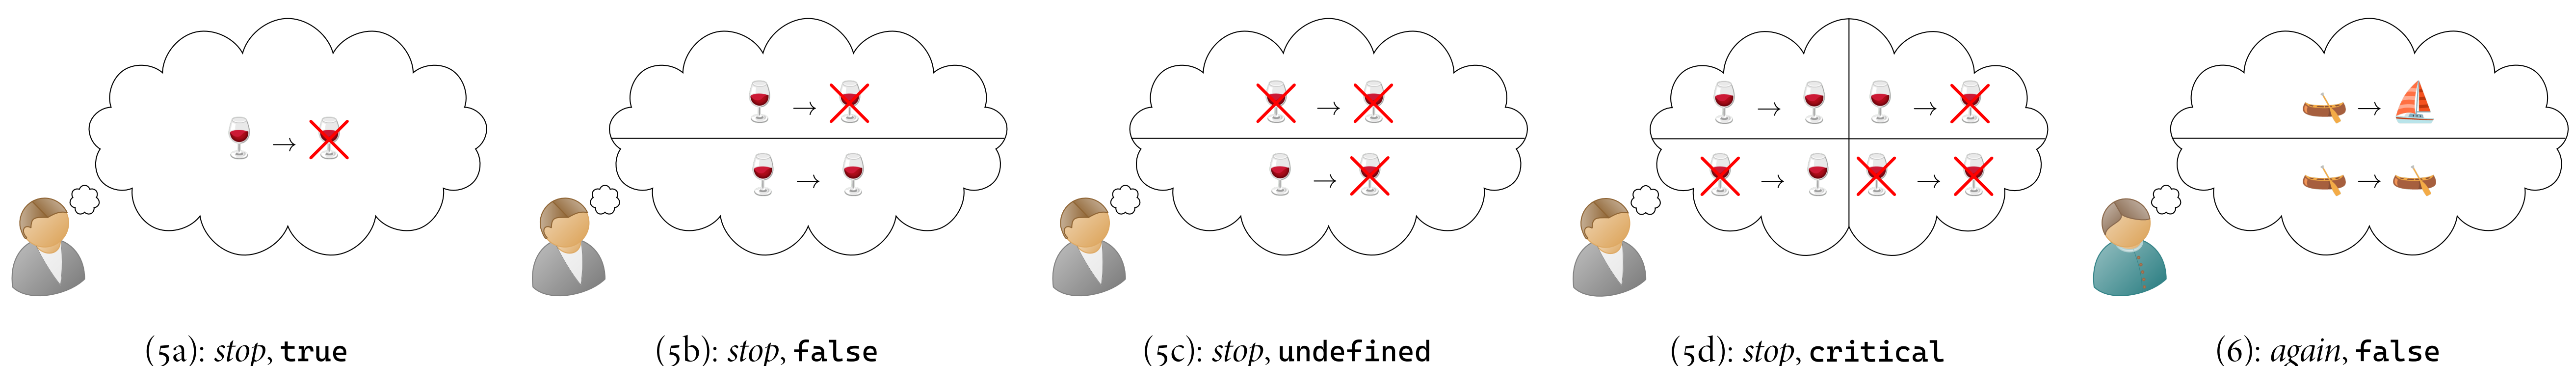 (5a): stop, true
(5b): stop, false
(5c): stop, undefined
(5d): stop, critical
(6): again, false